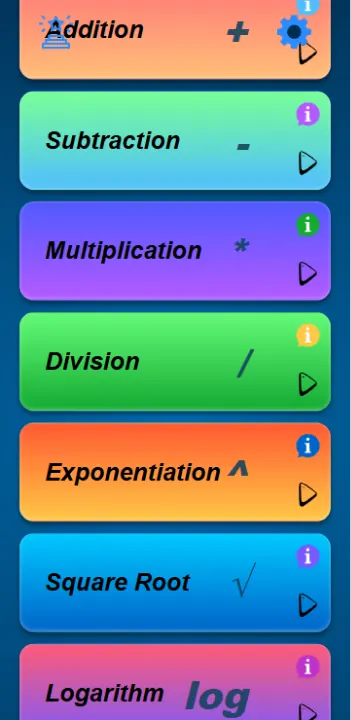 Addition +
i
Subtraction -
i
Multiplication *
i
Division /
i
Exponentiation ^
i
Square Root √
i
Logarithm log
i